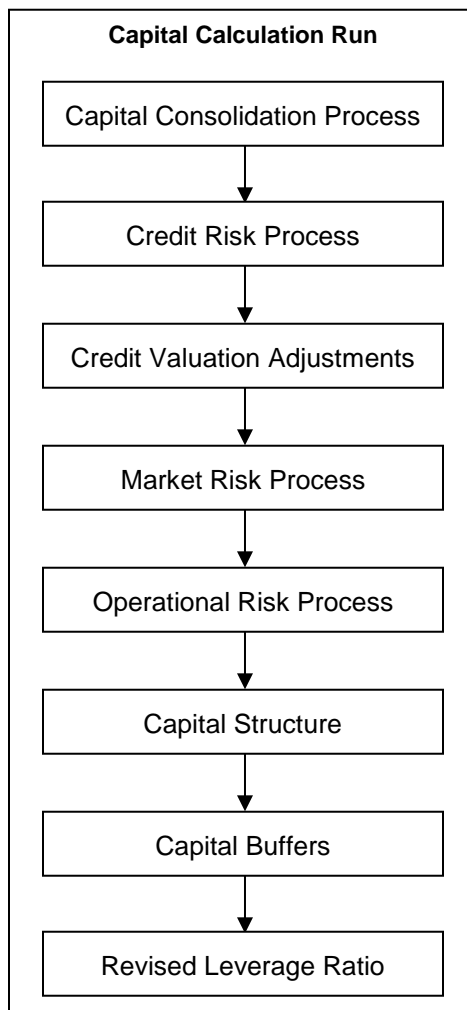 Capital Calculation Run
Capital Consolidation Process
Credit Risk Process
Credit Valuation Adjustments
Market Risk Process
Operational Risk Process
Capital Structure
Capital Buffers
Revised Leverage Ratio